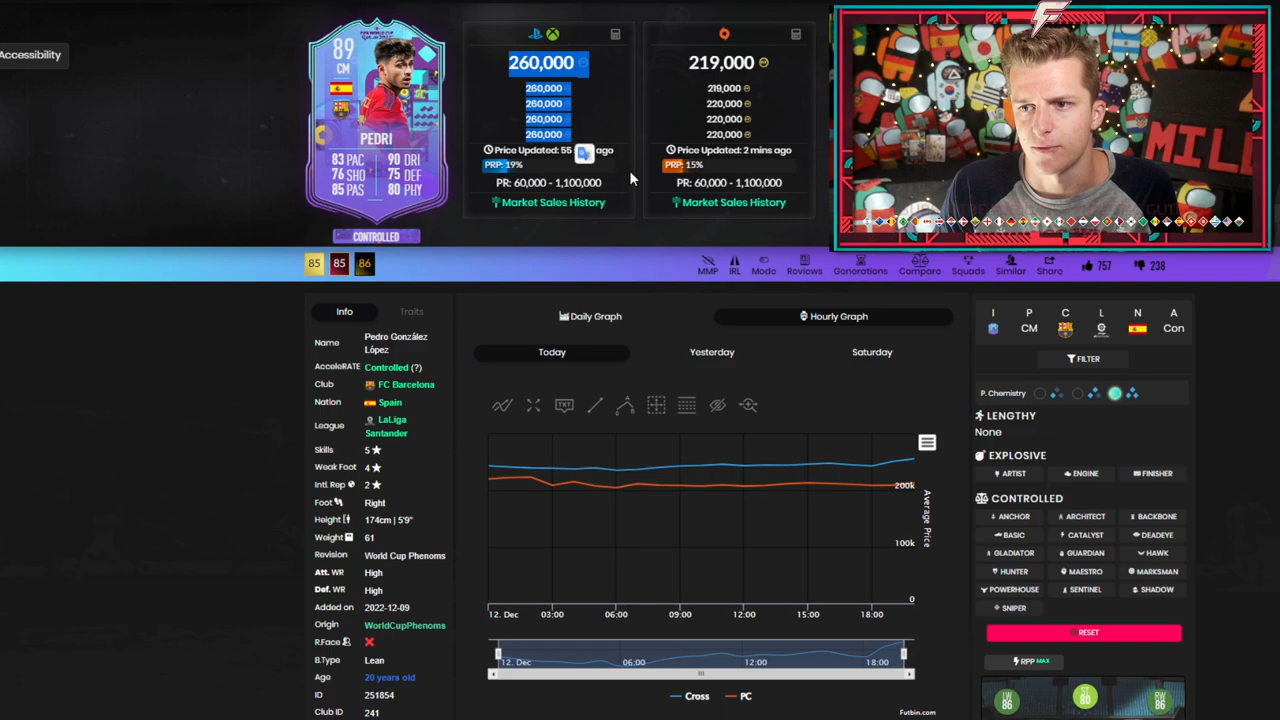 Accessibility
FIFA WORLD CUP
89
CM
PEDRI
83 PAC 90 DRI
76 SHO 75 DEF
85 PAS 80 PHY
CONTROLLED
260,000
260,000
260,000
260,000
260,000
Price Updated: 55 ago
PRP: 19%
PR: 60,000 - 1,100,000
Market Sales History
219,000
219,000
220,000
220,000
220,000
Price Updated: 2 mins ago
PRP: 15%
PR: 60,000 - 1,100,000
Market Sales History
MILL
85 85 86
MMP IRL Mode Reviews Generations Compare Squads Similar Share 757 238
Info Traits
Name Pedro González
López
AcceleRATE Controlled (?)
Club FC Barcelona
Nation Spain
League LaLiga
Santander
Skills 5
Weak Foot 4
Intl. Rep 2
Foot Right
Height 174cm | 5'9"
Weight 61
Revision World Cup Phenoms
Att. WR High
Def. WR High
Added on 2022-12-09
Origin WorldCupPhenoms
R.Face
B.Type Lean
Age 20 years old
ID 251854
Club ID 241
Daily Graph Hourly Graph
Today Yesterday Saturday
TXT
200k
100k
0
Average Price
12. Dec 03:00 06:00 09:00 12:00 15:00 18:00
12. Dec 06:00 12:00 18:00
Cross PC
Futbin.com
I P C L N A
CM Con
FILTER
P. Chemistry
LENGTHY
None
EXPLOSIVE
ARTIST ENGINE FINISHER
CONTROLLED
ANCHOR ARCHITECT BACKBONE
BASIC CATALYST DEADEYE
GLADIATOR GUARDIAN HAWK
HUNTER MAESTRO MARKSMAN
POWERHOUSE SENTINEL SHADOW
SNIPER
RESET
RPP MAX
LW
86
ST
80
RW
86